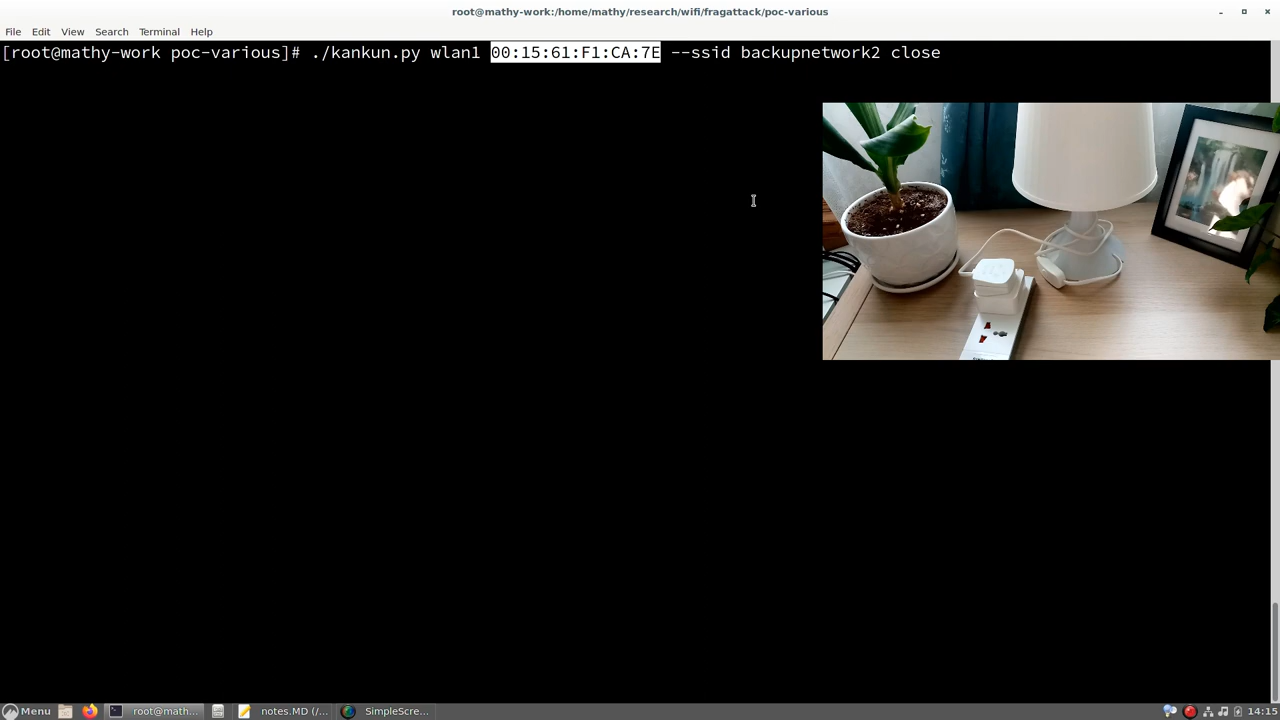 root@mathy-work:/home/mathy/research/wifi/fragattack/poc-various
File Edit View Search Terminal Help
[root@mathy-work poc-various]# ./kankun.py wlan1 00:15:61:F1:CA:7E --ssid backupnetwork2 close
Menu root@math... notes.MD (/... SimpleScre... 14:15